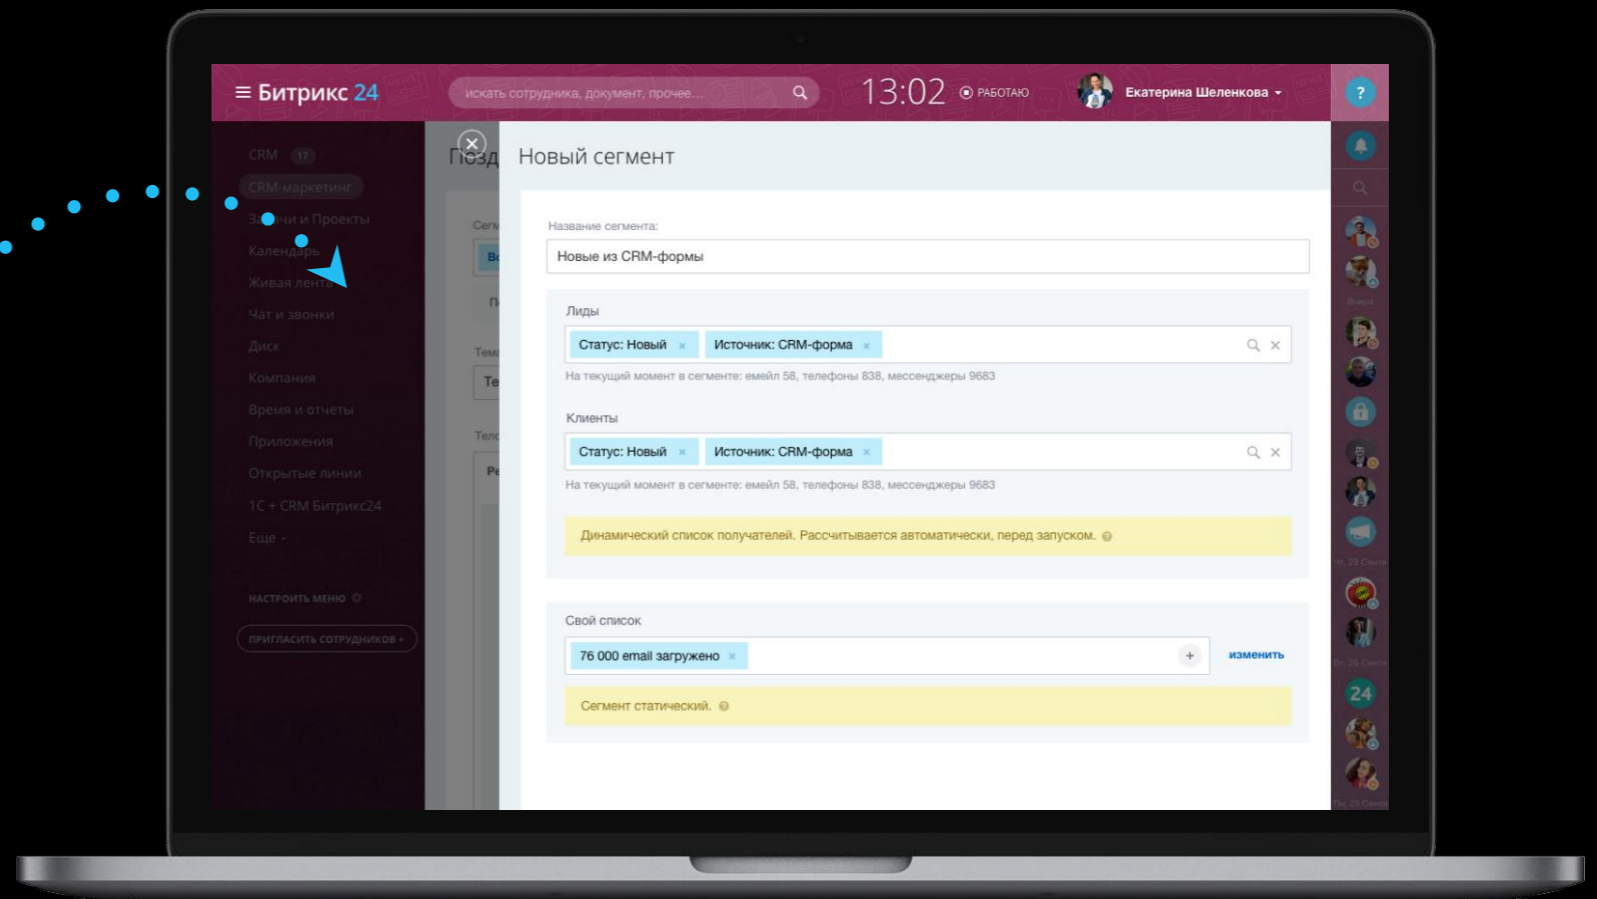 Битрикс 24
искать сотрудника, документ, прочее...
13:02
РАБОТАЮ
Екатерина Шеленкова
?
CRM 17
CRM-маркетинг
Задачи и Проекты
Календарь
Живая лента
Чат и звонки
Диск
Компания
Время и отчеты
Приложения
Открытые линии
1С + CRM Битрикс24
Еще -
НАСТРОИТЬ МЕНЮ
ПРИГЛАСИТЬ СОТРУДНИКОВ +
Новый сегмент
Название сегмента:
Новые из CRM-формы
Лиды
Статус: Новый × Источник: CRM-форма ×
На текущий момент в сегменте: емейл 58, телефоны 838, мессенджеры 9683
Клиенты
Статус: Новый × Источник: CRM-форма ×
На текущий момент в сегменте: емейл 58, телефоны 838, мессенджеры 9683
Динамический список получателей. Рассчитывается автоматически, перед запуском.
Свой список
76 000 email загружено ×
изменить
Сегмент статический.
Вчера
24